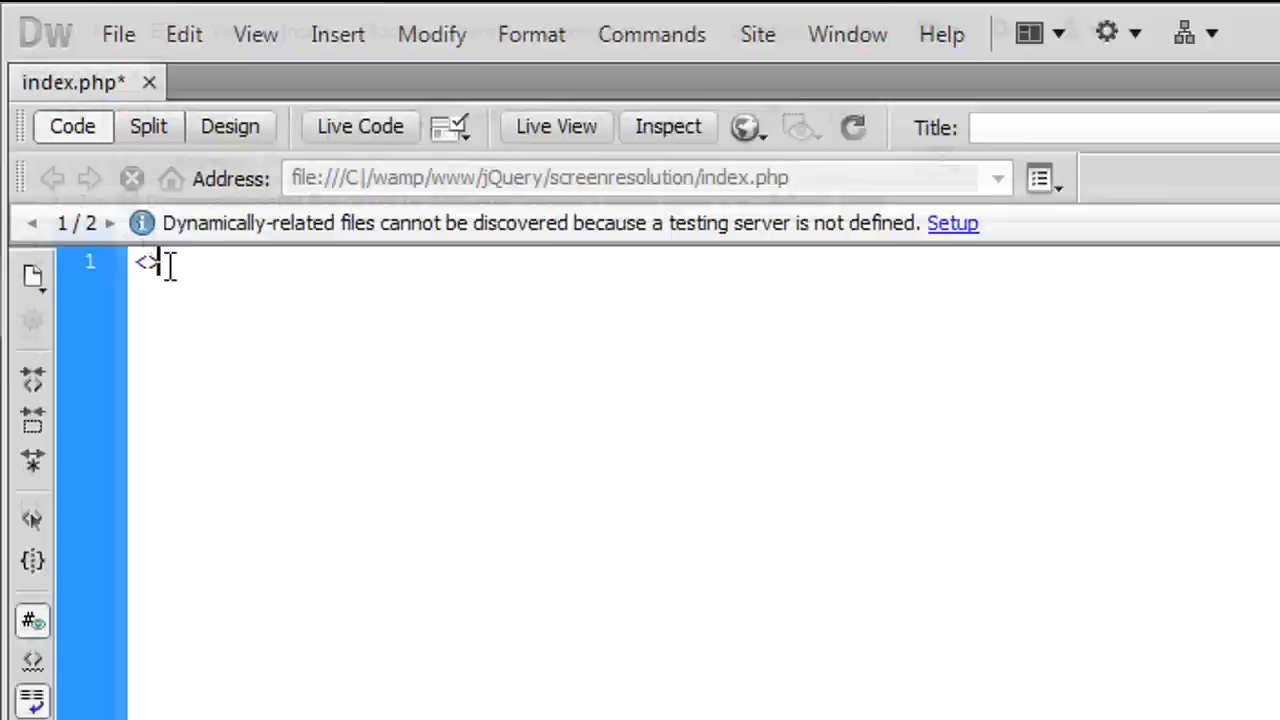 Dw File Edit View Insert Modify Format Commands Site Window Help
index.php*
Code Split Design Live Code Live View Inspect Title:
Address: file:///C|/wamp/www/jQuery/screenresolution/index.php
1 / 2 Dynamically-related files cannot be discovered because a testing server is not defined. Setup
1 <>